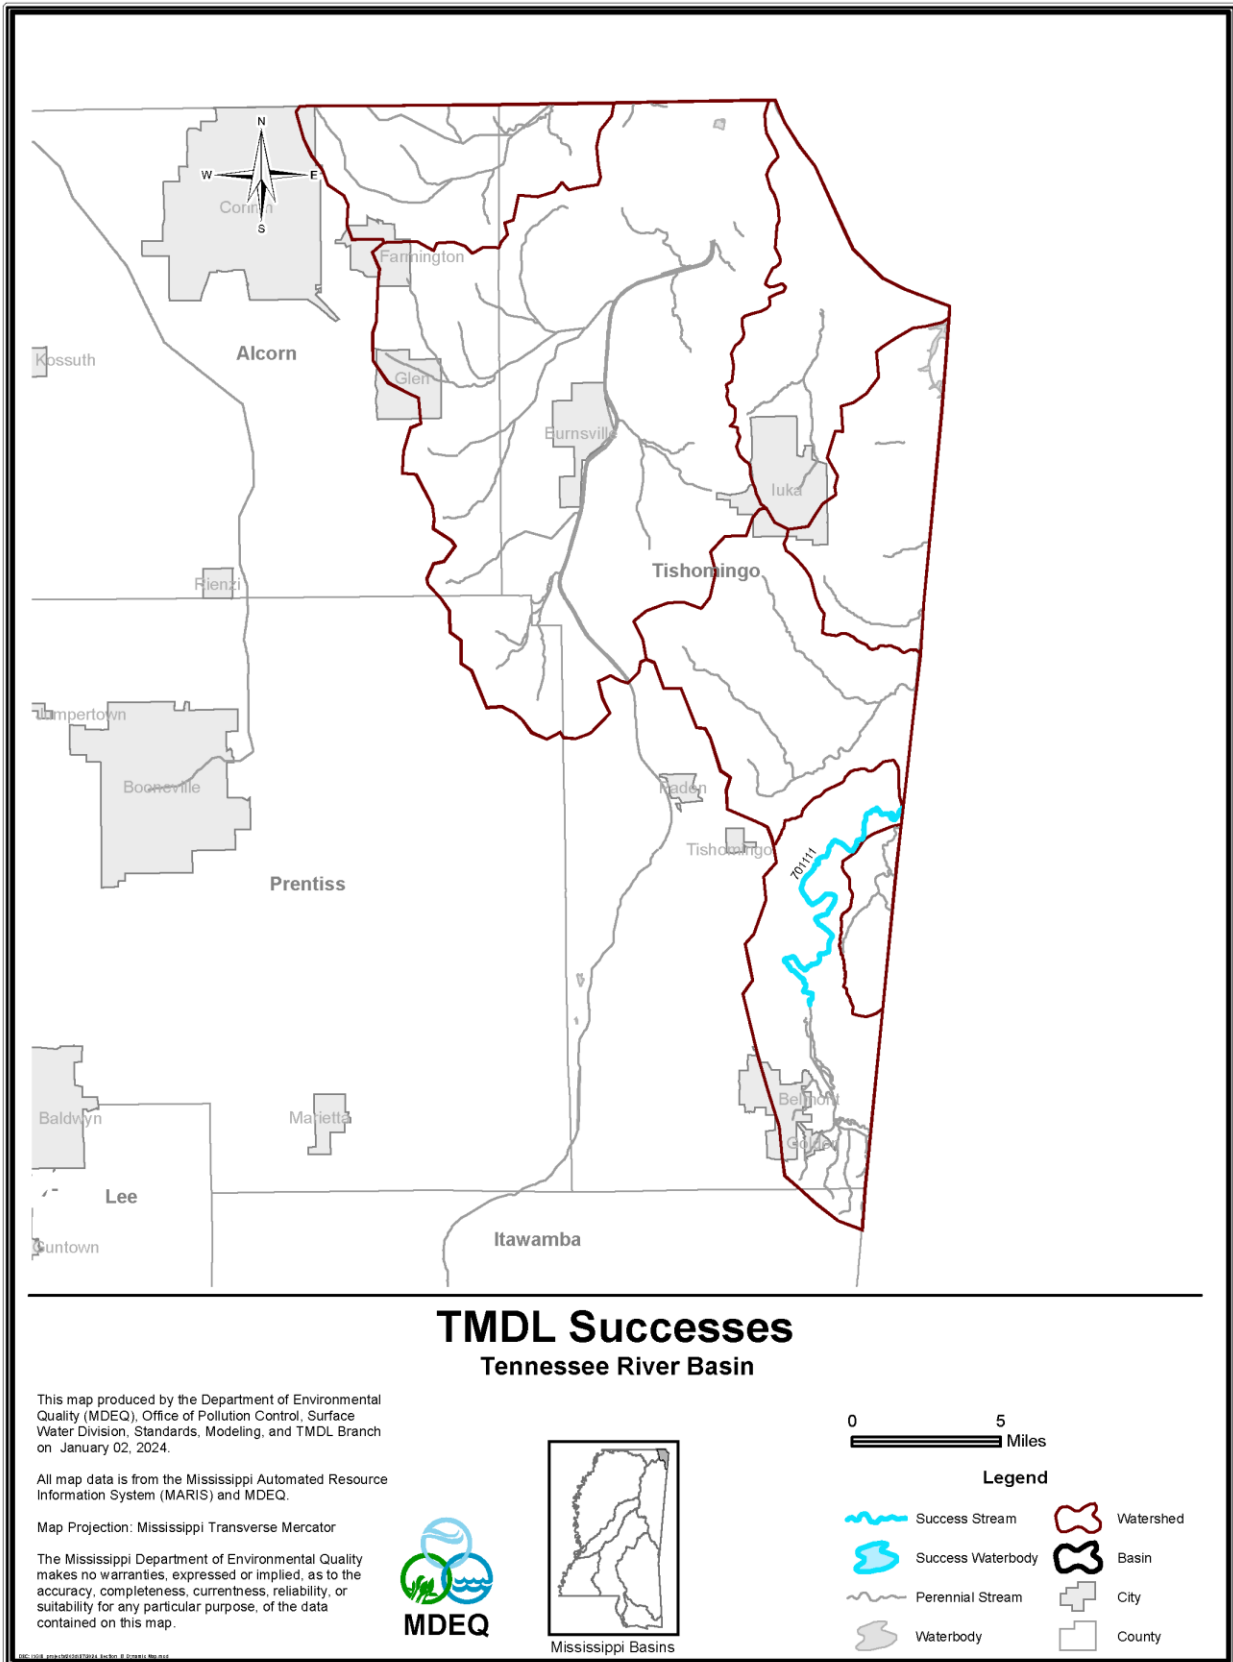 N
W
E
S
Corinth
Farmington
Kossuth
Alcorn
Glen
Burnsville
Iuka
Rienzi
Tishomingo
Jumpertown
Booneville
Paden
Tishomingo
701111
Prentiss
Belmont
Baldwyn
Marietta
Golden
Lee
Guntown
Itawamba
TMDL Successes
Tennessee River Basin
This map produced by the Department of Environmental
Quality (MDEQ), Office of Pollution Control, Surface
Water Division, Standards, Modeling, and TMDL Branch
on January 02, 2024.
All map data is from the Mississippi Automated Resource
Information System (MARIS) and MDEQ.
Map Projection: Mississippi Transverse Mercator
The Mississippi Department of Environmental Quality
makes no warranties, expressed or implied, as to the
accuracy, completeness, currentness, reliability, or
suitability for any particular purpose, of the data
contained on this map.
MDEQ
Mississippi Basins
0 5
Miles
Legend
Success Stream
Watershed
Success Waterbody
Basin
Perennial Stream
City
Waterbody
County